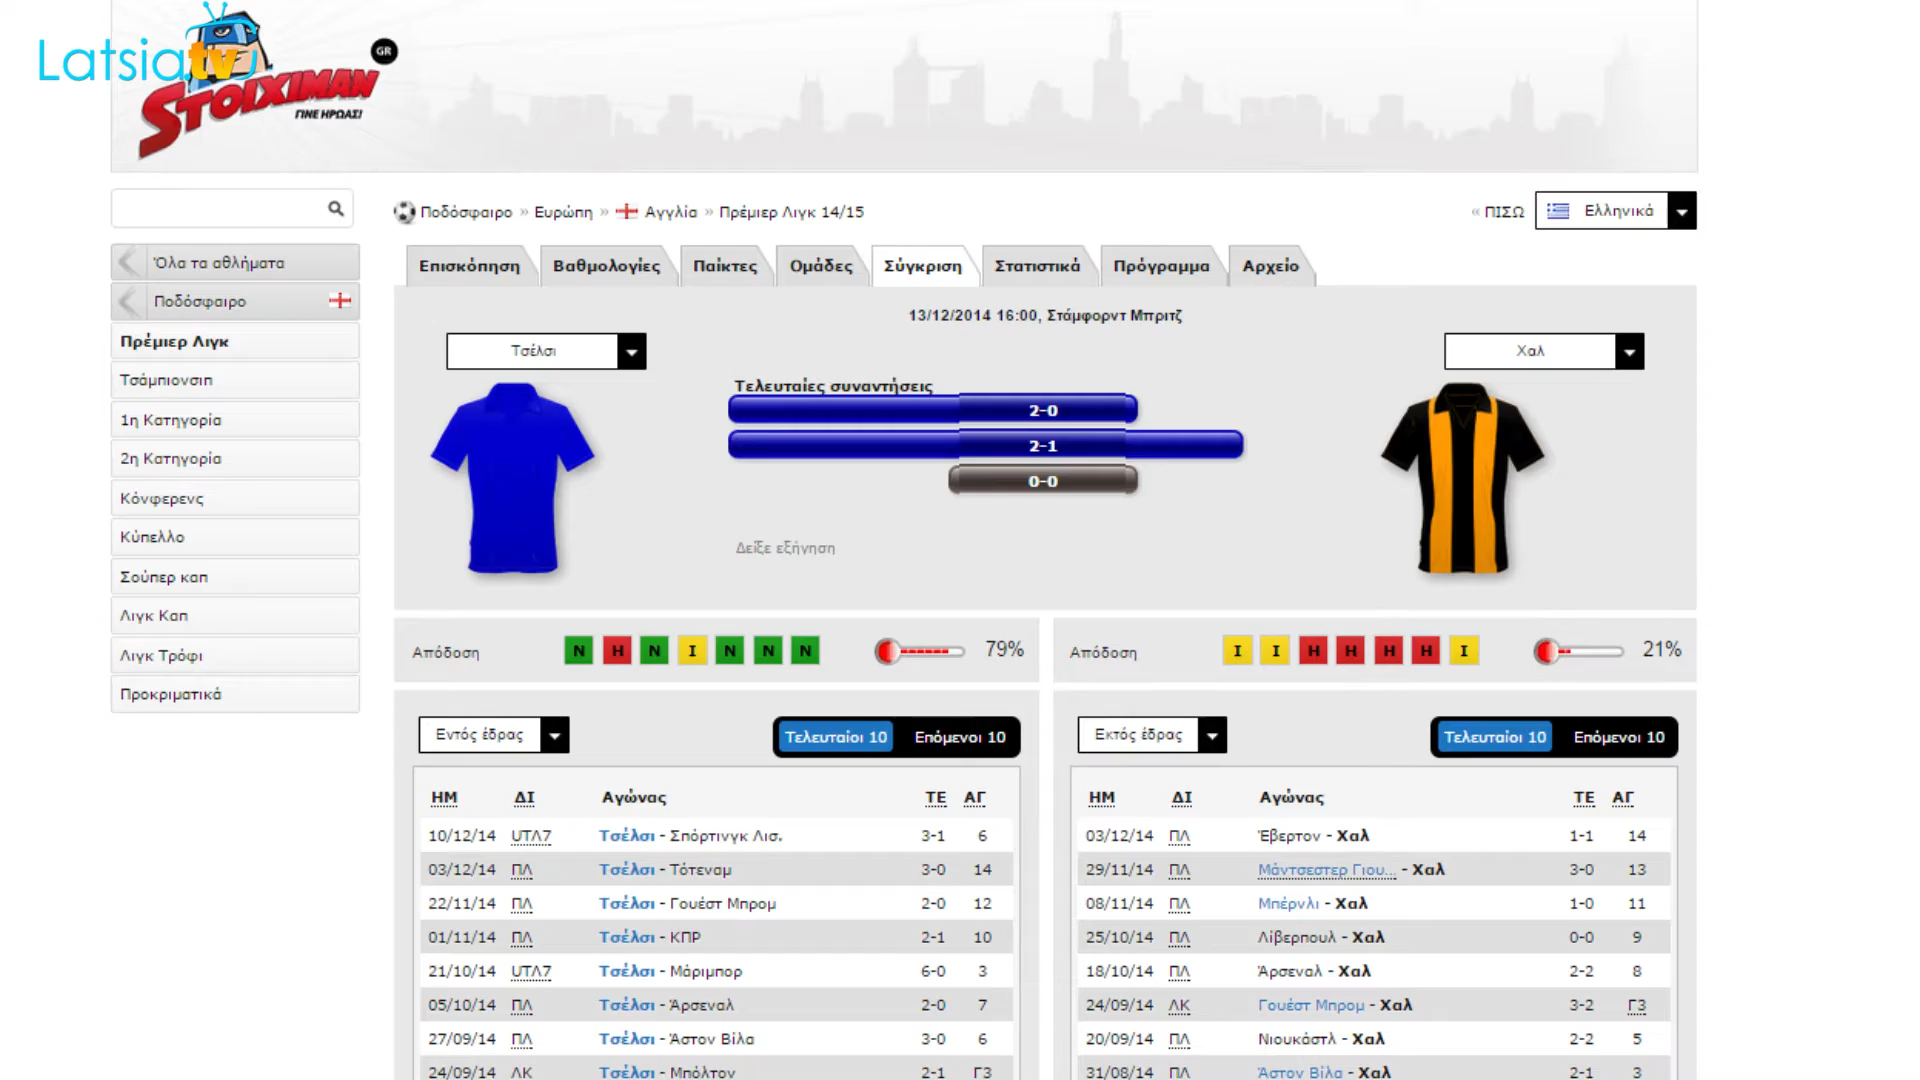 Latsia.tv
STOIXIMAN
GR
ΓΙΝΕ ΗΡΩΑΣ!
Ποδόσφαιρο » Ευρώπη » Αγγλία » Πρέμιερ Λιγκ 14/15
« ΠΙΣΩ
Ελληνικά
Όλα τα αθλήματα
Ποδόσφαιρο
Πρέμιερ Λιγκ
Τσάμπιονσιπ
1η Κατηγορία
2η Κατηγορία
Κόνφερενς
Κύπελλο
Σούπερ καπ
Λιγκ Καπ
Λιγκ Τρόφι
Προκριματικά
Επισκόπηση Βαθμολογίες Παίκτες Ομάδες Σύγκριση Στατιστικά Πρόγραμμα Αρχείο
13/12/2014 16:00, Στάμφορντ Μπριτζ
Τσέλσι
Χαλ
Τελευταίες συναντήσεις
2-0
2-1
0-0
Δείξε εξήγηση
Απόδοση N H N I N N N 79%
Απόδοση I I H H H H I 21%
Εντός έδρας Τελευταίοι 10 Επόμενοι 10
ΗΜ ΔΙ Αγώνας ΤΕ ΑΓ
10/12/14 UTΛ7 Τσέλσι - Σπόρτινγκ Λισ. 3-1 6
03/12/14 ΠΛ Τσέλσι - Τότεναμ 3-0 14
22/11/14 ΠΛ Τσέλσι - Γουέστ Μπρομ 2-0 12
01/11/14 ΠΛ Τσέλσι - ΚΠΡ 2-1 10
21/10/14 UTΛ7 Τσέλσι - Μάριμπορ 6-0 3
05/10/14 ΠΛ Τσέλσι - Άρσεναλ 2-0 7
27/09/14 ΠΛ Τσέλσι - Άστον Βίλα 3-0 6
24/09/14 ΛΚ Τσέλσι - Μπόλτον 2-1 Γ3
Εκτός έδρας Τελευταίοι 10 Επόμενοι 10
ΗΜ ΔΙ Αγώνας ΤΕ ΑΓ
03/12/14 ΠΛ Έβερτον - Χαλ 1-1 14
29/11/14 ΠΛ Μάντσεστερ Γιου... - Χαλ 3-0 13
08/11/14 ΠΛ Μπέρνλι - Χαλ 1-0 11
25/10/14 ΠΛ Λίβερπουλ - Χαλ 0-0 9
18/10/14 ΠΛ Άρσεναλ - Χαλ 2-2 8
24/09/14 ΛΚ Γουέστ Μπρομ - Χαλ 3-2 Γ3
20/09/14 ΠΛ Νιουκάστλ - Χαλ 2-2 5
31/08/14 ΠΛ Άστον Βίλα - Χαλ 2-1 3